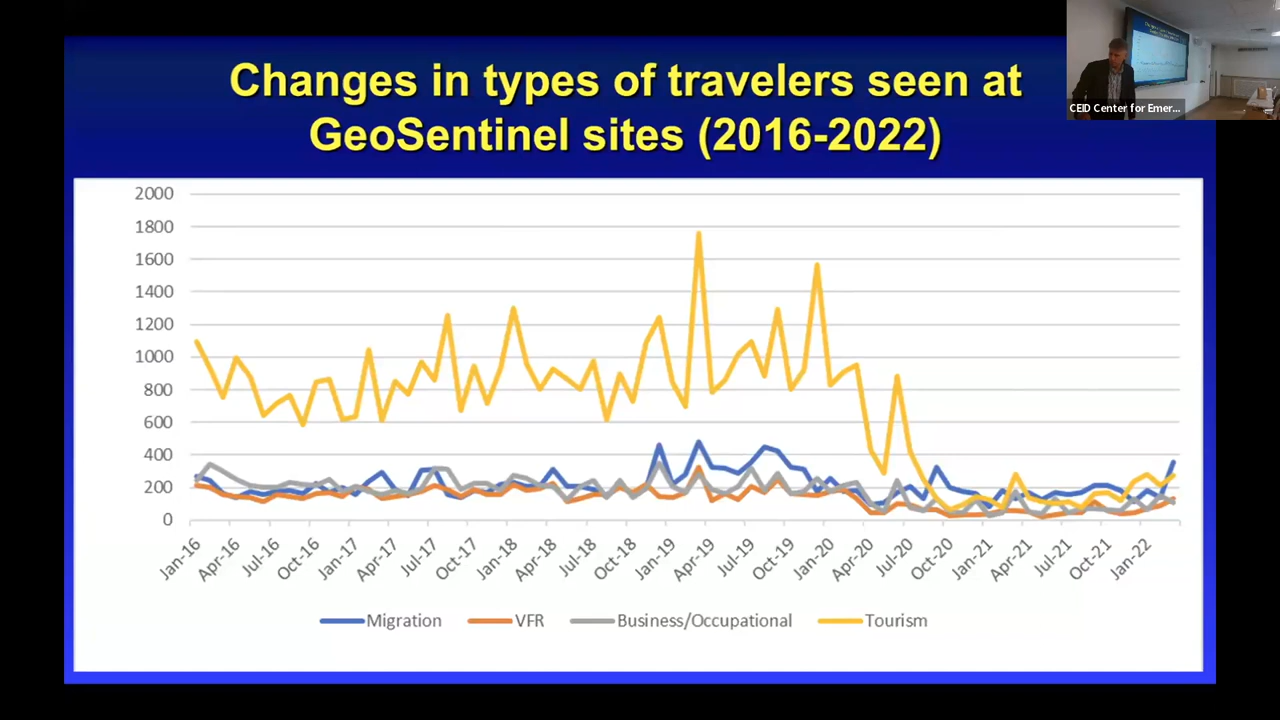 Changes in types of travelers seen at
GeoSentinel sites (2016-2022)
CEID Center for Emer...
2000
1800
1600
1400
1200
1000
800
600
400
200
0
Jan-16 Apr-16 Jul-16 Oct-16 Jan-17 Apr-17 Jul-17 Oct-17 Jan-18 Apr-18 Jul-18 Oct-18 Jan-19 Apr-19 Jul-19 Oct-19 Jan-20 Apr-20 Jul-20 Oct-20 Jan-21 Apr-21 Jul-21 Oct-21 Jan-22
Migration VFR Business/Occupational Tourism